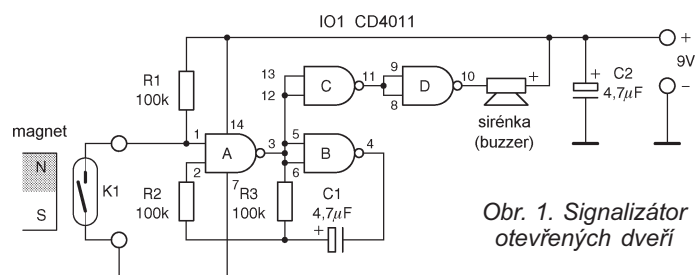 IO1 CD4011
+
9V
−
R1
100k
13
12
C
11
9
8
D
10
+
sirénka
(buzzer)
+
C2
4,7µF
magnet
N
S
K1
1
14
A
3
2
7
R2
100k
R3
100k
5
6
B
4
C1
4,7µF
+
Obr. 1. Signalizátor
otevřených dveří